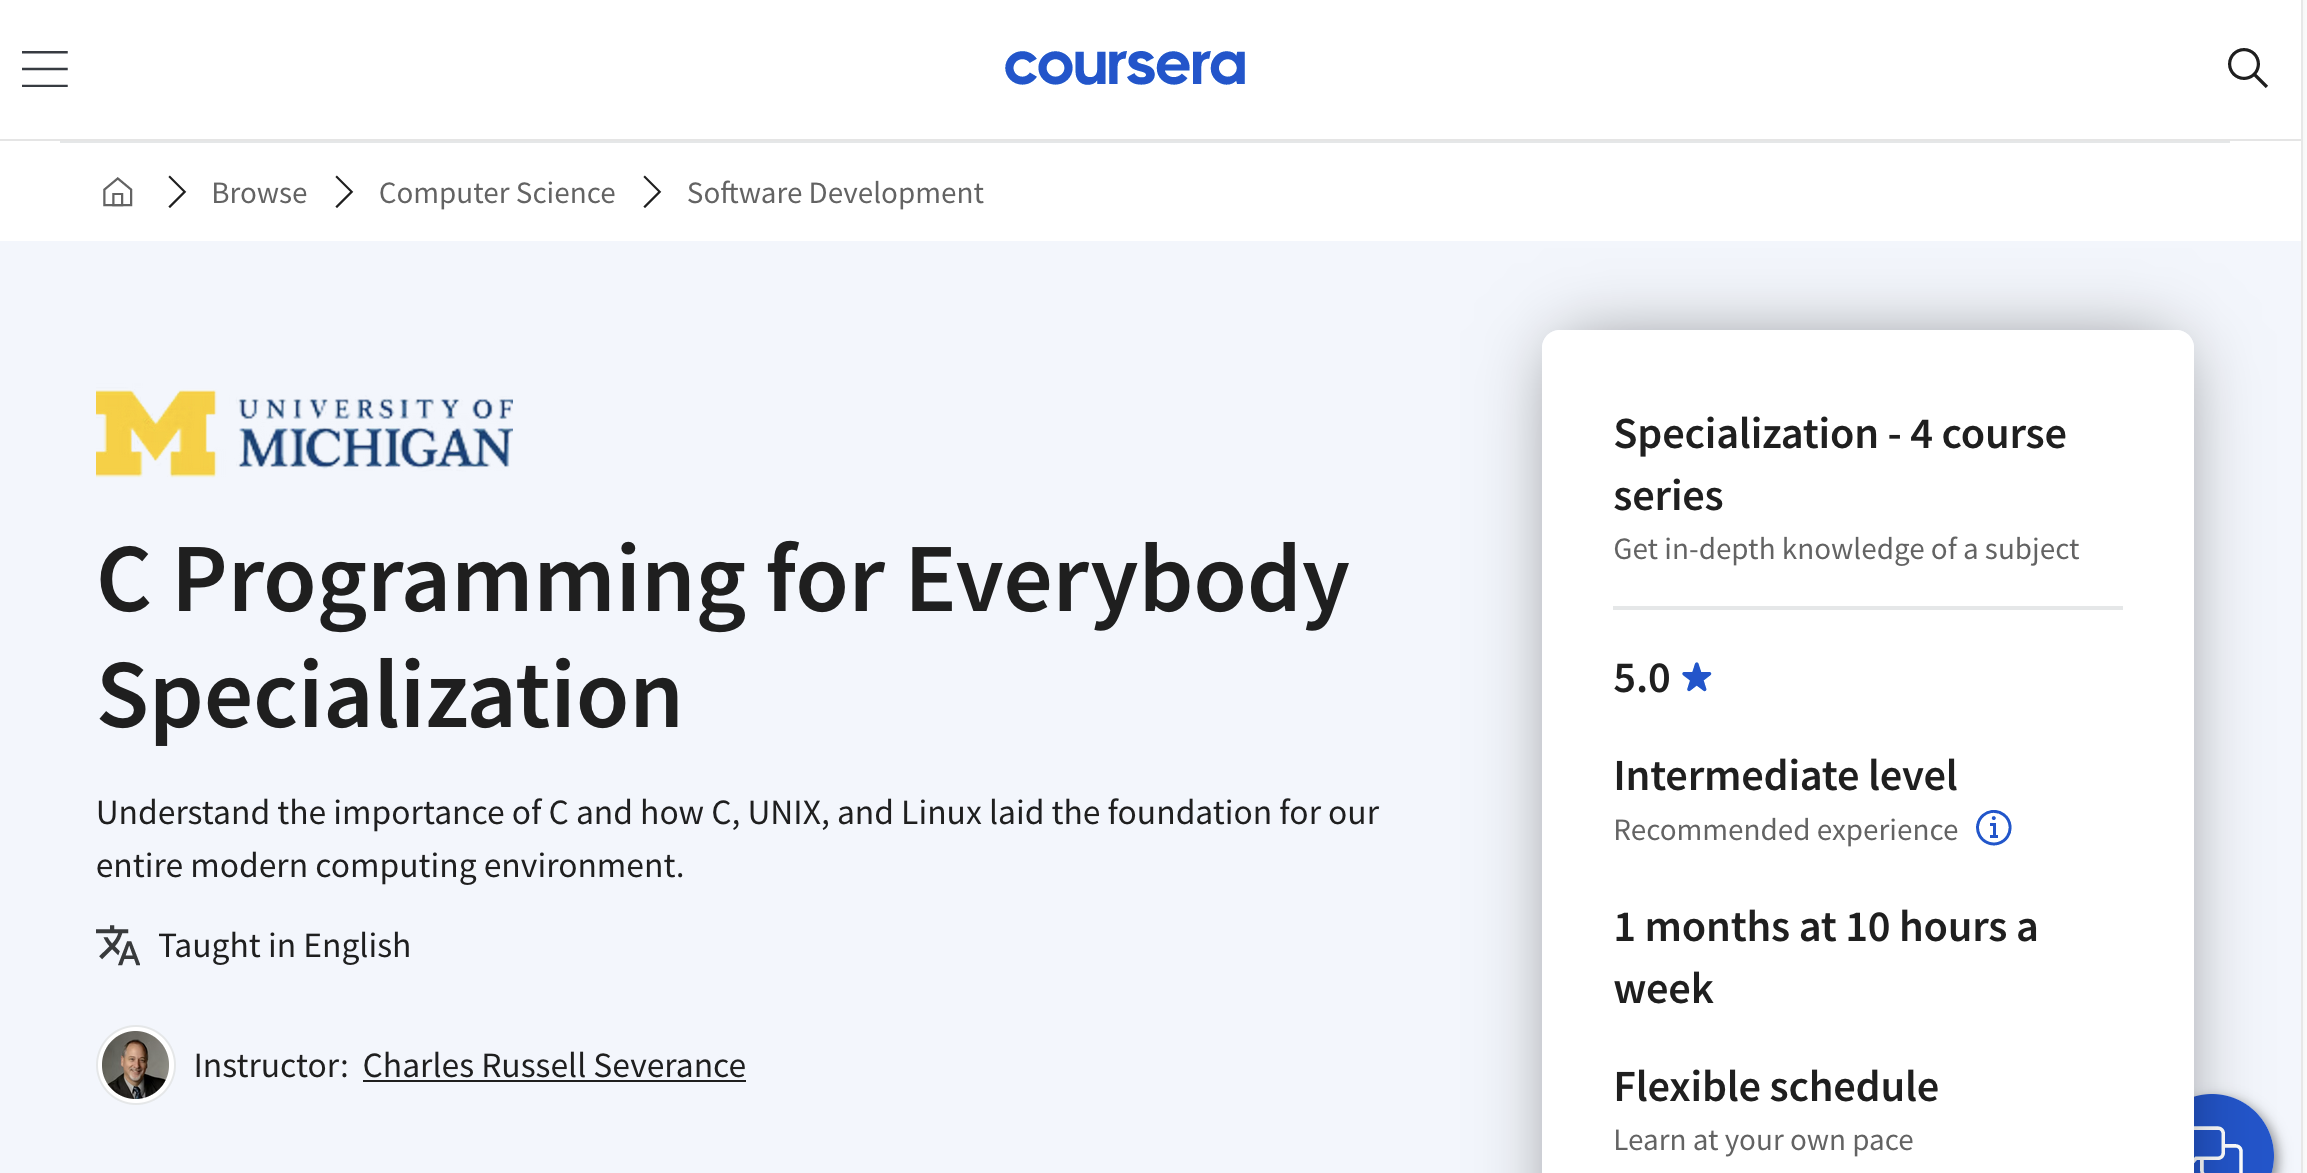 coursera
Browse
Computer Science
Software Development
UNIVERSITY OF
MICHIGAN
C Programming for Everybody
Specialization
Understand the importance of C and how C, UNIX, and Linux laid the foundation for our
entire modern computing environment.
Taught in English
Instructor: Charles Russell Severance
Specialization - 4 course
series
Get in-depth knowledge of a subject
5.0
Intermediate level
Recommended experience
1 months at 10 hours a
week
Flexible schedule
Learn at your own pace